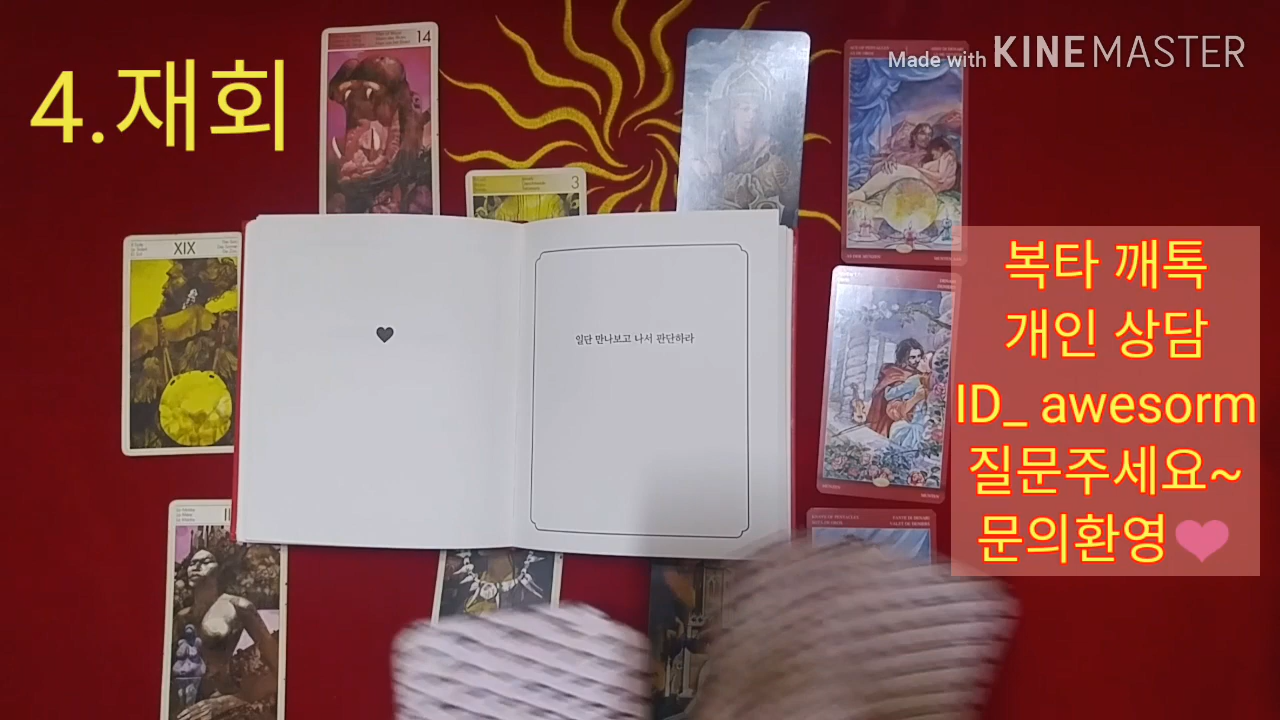 4.재회
14
Made with KINEMASTER
3
XIX
일단 만나보고 나서 판단하라
복타 깨톡
개인 상담
ID_ awesorm
질문주세요~
문의환영